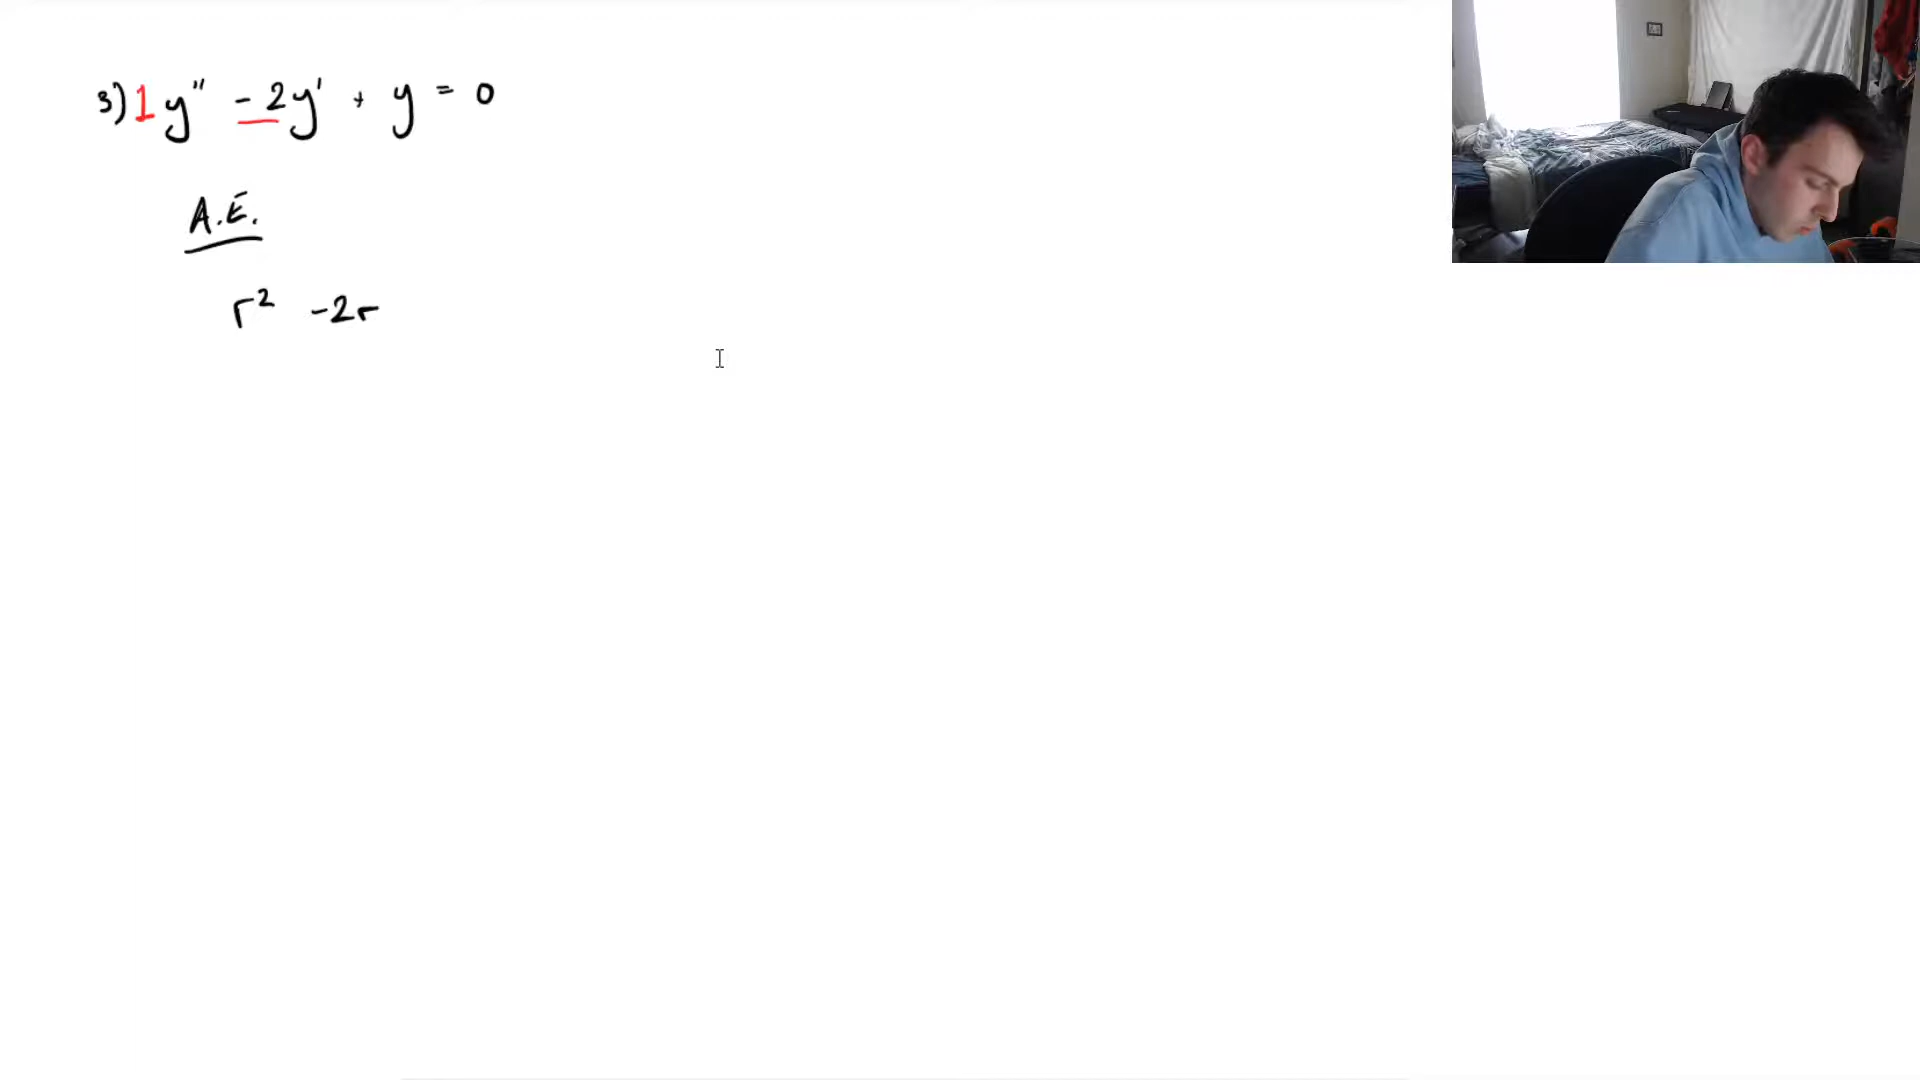 3) 1y" - 2y' + y = 0
A.E.
r² -2r